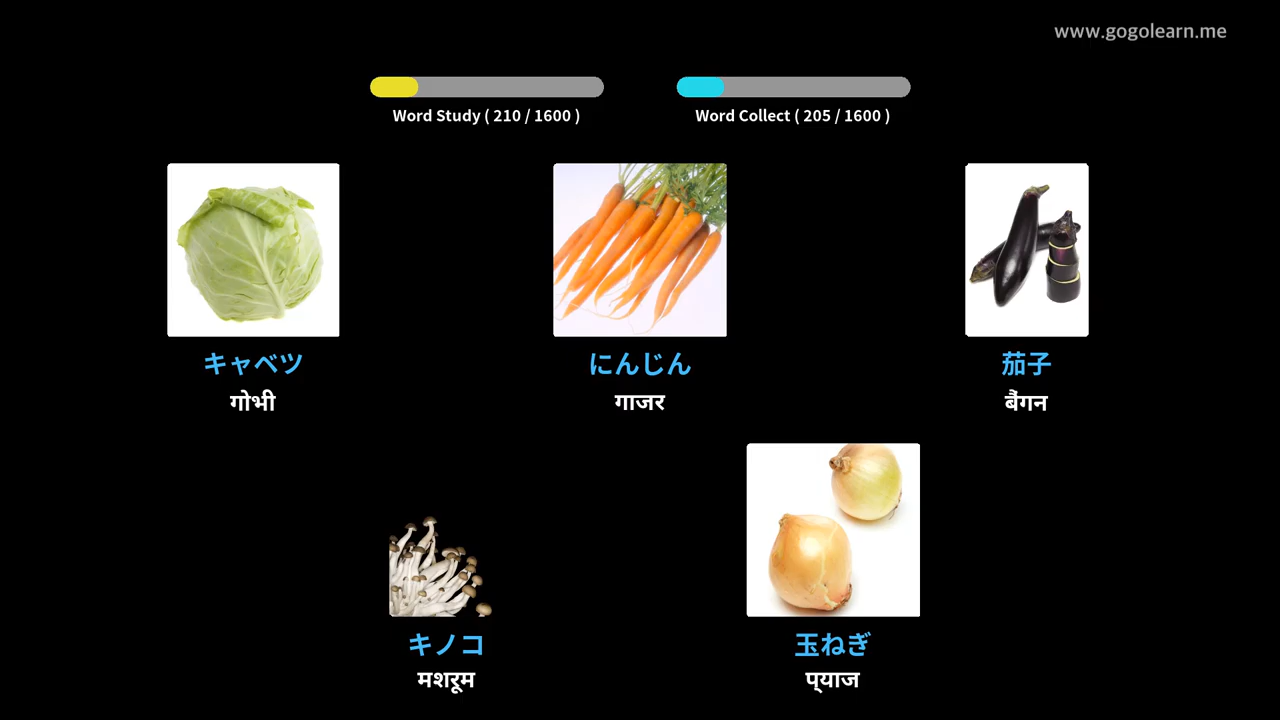 www.gogolearn.me
Word Study ( 210 / 1600 )
Word Collect ( 205 / 1600 )
キャベツ
にんじん
茄子
गोभी
गाजर
बैंगन
キノコ
玉ねぎ
मशरूम
प्याज